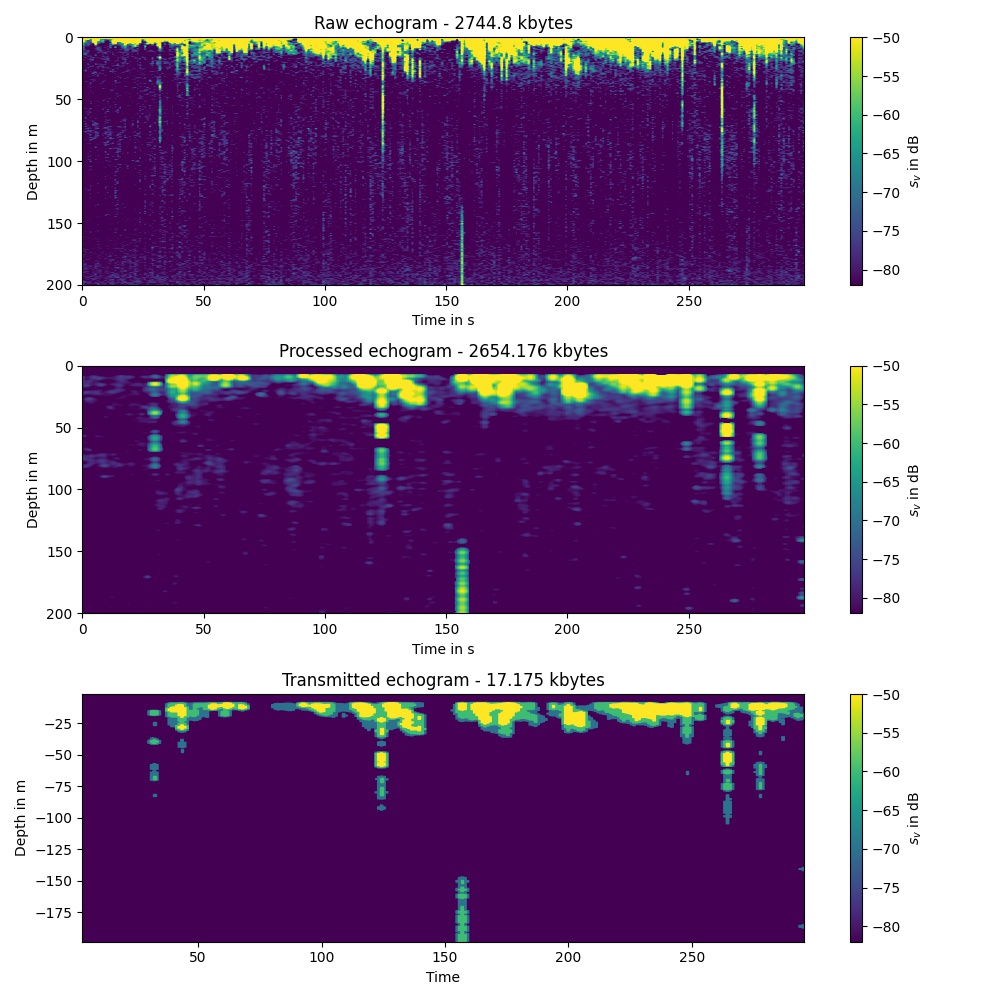 Raw echogram - 2744.8 kbytes
0
50
100
150
200
Depth in m
0 50 100 150 200 250
Time in s
−50
−55
−60
−65
−70
−75
−80
sv in dB
Processed echogram - 2654.176 kbytes
0
50
100
150
200
Depth in m
0 50 100 150 200 250
Time in s
−50
−55
−60
−65
−70
−75
−80
sv in dB
Transmitted echogram - 17.175 kbytes
−25
−50
−75
−100
−125
−150
−175
Depth in m
50 100 150 200 250
Time
−50
−55
−60
−65
−70
−75
−80
sv in dB